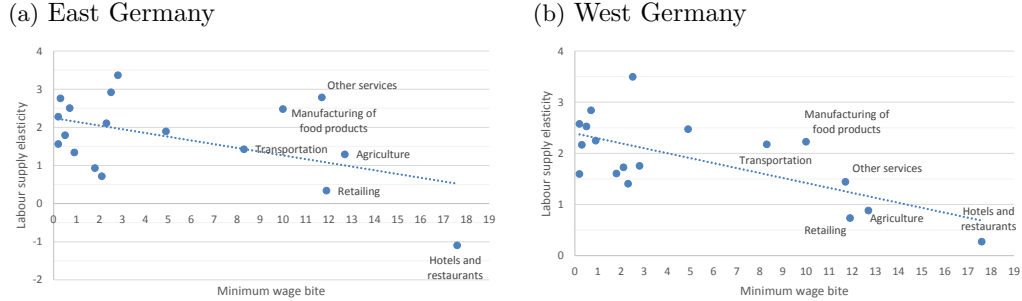 (a) East Germany
4
3
2
1
0
-1
-2
Labour supply elasticity
0 1 2 3 4 5 6 7 8 9 10 11 12 13 14 15 16 17 18 19
Minimum wage bite
Other services
Manufacturing of
food products
Transportation
Agriculture
Retailing
Hotels and
restaurants
(b) West Germany
4
3
2
1
0
Labour supply elasticity
0 1 2 3 4 5 6 7 8 9 10 11 12 13 14 15 16 17 18 19
Minimum wage bite
Manufacturing of
food products
Transportation
Other services
Agriculture
Retailing
Hotels and
restaurants